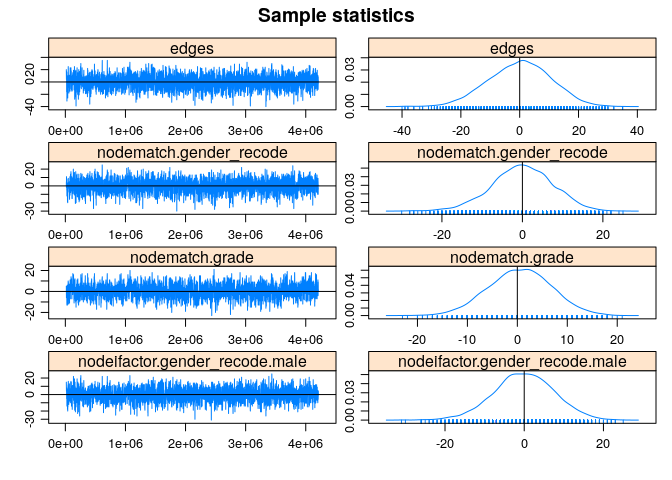 Sample statistics
edges
edges
0 20
-40
0.03
0.00
0e+00 1e+06 2e+06 3e+06 4e+06
-40 -20 0 20 40
nodematch.gender_recode
nodematch.gender_recode
20
0
-30
0.03
0.00
0e+00 1e+06 2e+06 3e+06 4e+06
-20 0 20
nodematch.grade
nodematch.grade
20
0
-20
0.04
0.00
0e+00 1e+06 2e+06 3e+06 4e+06
-20 -10 0 10 20
nodeIfactor.gender_recode.male
nodeIfactor.gender_recode.male
20
0
-30
0.03
0.00
0e+00 1e+06 2e+06 3e+06 4e+06
-20 0 20